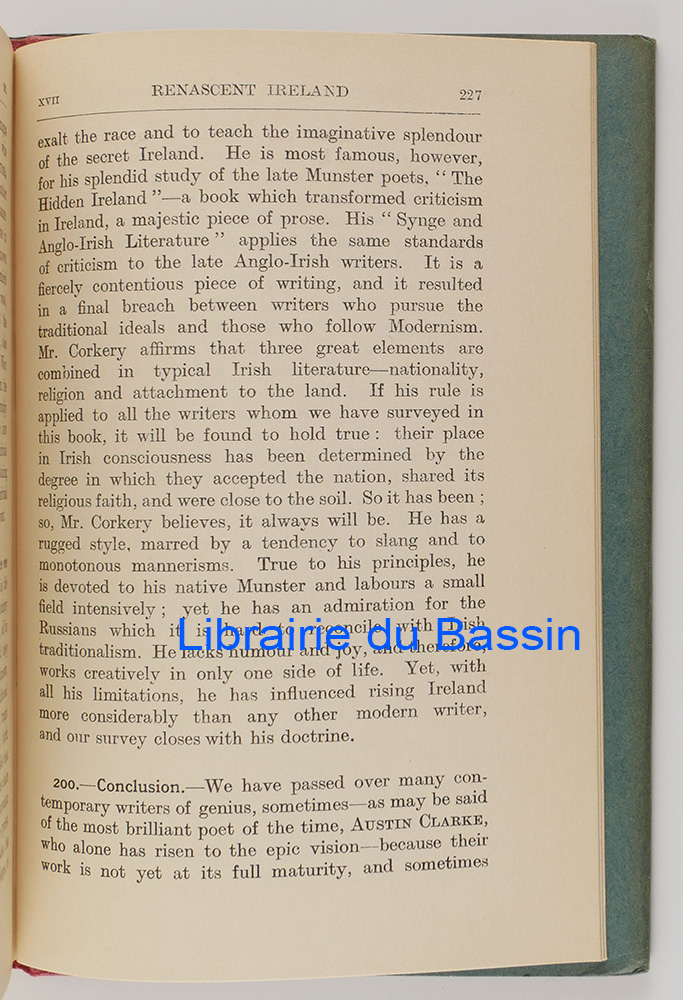 XVII RENASCENT IRELAND 227
exalt the race and to teach the imaginative splendour
of the secret Ireland. He is most famous, however,
for his splendid study of the late Munster poets, “ The
Hidden Ireland ”—a book which transformed criticism
in Ireland, a majestic piece of prose. His “ Synge and
Anglo-Irish Literature ” applies the same standards
of criticism to the late Anglo-Irish writers. It is a
fiercely contentious piece of writing, and it resulted
in a final breach between writers who pursue the
traditional ideals and those who follow Modernism.
Mr. Corkery affirms that three great elements are
combined in typical Irish literature—nationality,
religion and attachment to the land. If his rule is
applied to all the writers whom we have surveyed in
this book, it will be found to hold true : their place
in Irish consciousness has been determined by the
degree in which they accepted the nation, shared its
religious faith, and were close to the soil. So it has been ;
so, Mr. Corkery believes, it always will be. He has a
rugged style, marred by a tendency to slang and to
monotonous mannerisms. True to his principles, he
is devoted to his native Munster and labours a small
field intensively ; yet he has an admiration for the
Russians which it is hard to reconcile with Irish
Librairie du Bassin
traditionalism. He lacks humour and joy, and therefore,
works creatively in only one side of life. Yet, with
all his limitations, he has influenced rising Ireland
more considerably than any other modern writer,
and our survey closes with his doctrine.
200.—Conclusion.—We have passed over many con-
temporary writers of genius, sometimes—as may be said
of the most brilliant poet of the time, AUSTIN CLARKE,
who alone has risen to the epic vision—because their
work is not yet at its full maturity, and sometimes